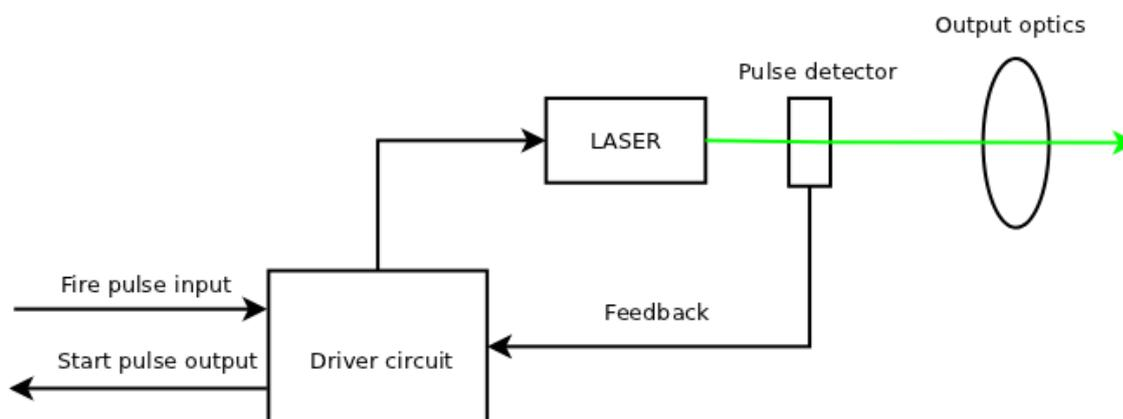 Output optics
Pulse detector
LASER
Fire pulse input
Feedback
Start pulse output
Driver circuit